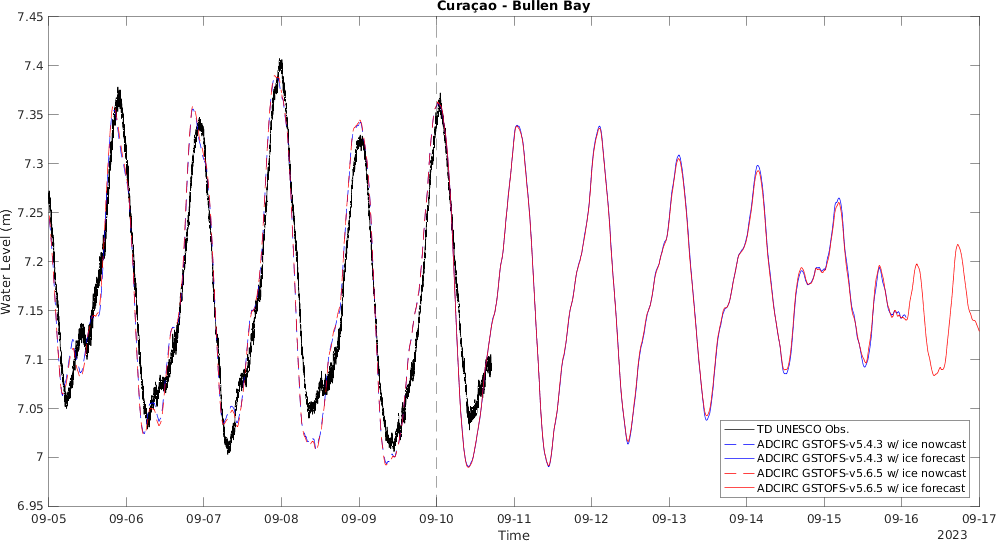 Curaçao - Bullen Bay
7.45
7.4
7.35
7.3
7.25
7.2
7.15
7.1
7.05
7
6.95
Water Level (m)
TD UNESCO Obs.
ADCIRC GSTOFS-v5.4.3 w/ ice nowcast
ADCIRC GSTOFS-v5.4.3 w/ ice forecast
ADCIRC GSTOFS-v5.6.5 w/ ice nowcast
ADCIRC GSTOFS-v5.6.5 w/ ice forecast
09-05 09-06 09-07 09-08 09-09 09-10 09-11 09-12 09-13 09-14 09-15 09-16 09-17
Time
2023